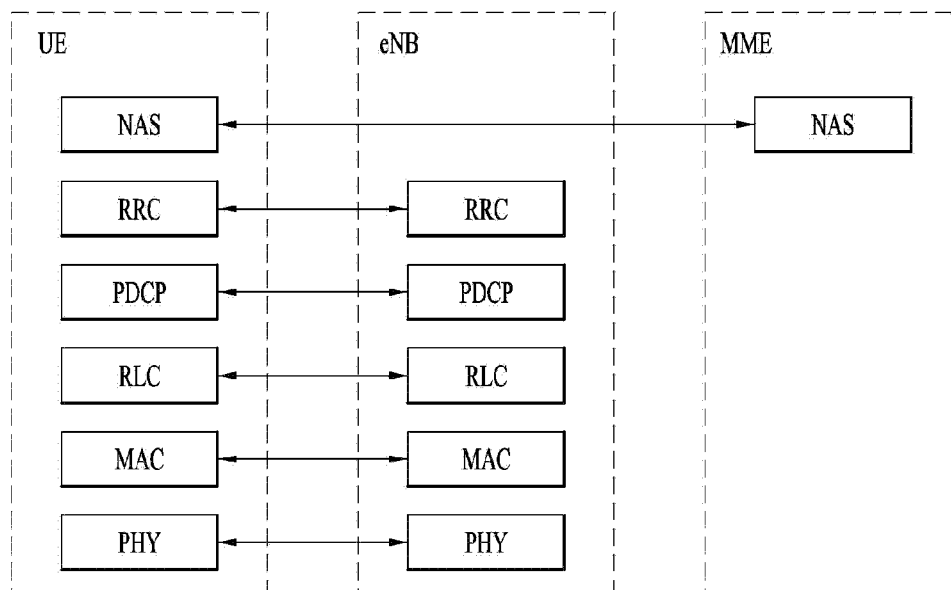 UE eNB MME
NAS NAS
RRC RRC
PDCP PDCP
RLC RLC
MAC MAC
PHY PHY